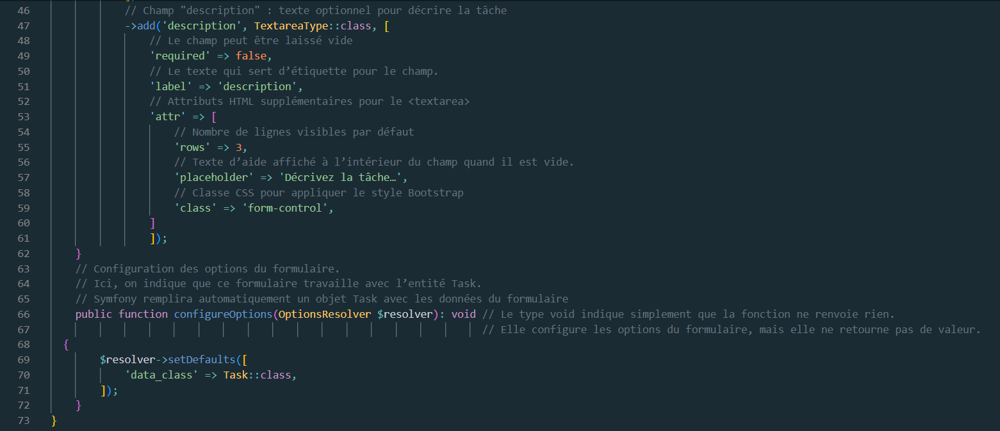 46 // Champ "description" : texte optionnel pour décrire la tâche
47 ->add('description', TextareaType::class, [
48 // Le champ peut être laissé vide
49 'required' => false,
50 // Le texte qui sert d’étiquette pour le champ.
51 'label' => 'description',
52 // Attributs HTML supplémentaires pour le <textarea>
53 'attr' => [
54 // Nombre de lignes visibles par défaut
55 'rows' => 3,
56 // Texte d’aide affiché à l’intérieur du champ quand il est vide.
57 'placeholder' => 'Décrivez la tâche…',
58 // Classe CSS pour appliquer le style Bootstrap
59 'class' => 'form-control',
60 ]
61 ]);
62 }
63 // Configuration des options du formulaire.
64 // Ici, on indique que ce formulaire travaille avec l’entité Task.
65 // Symfony remplira automatiquement un objet Task avec les données du formulaire
66 public function configureOptions(OptionsResolver $resolver): void // Le type void indique simplement que la fonction ne renvoie rien.
67 // Elle configure les options du formulaire, mais elle ne retourne pas de valeur.
68 {
69 $resolver->setDefaults([
70 'data_class' => Task::class,
71 ]);
72 }
73 }